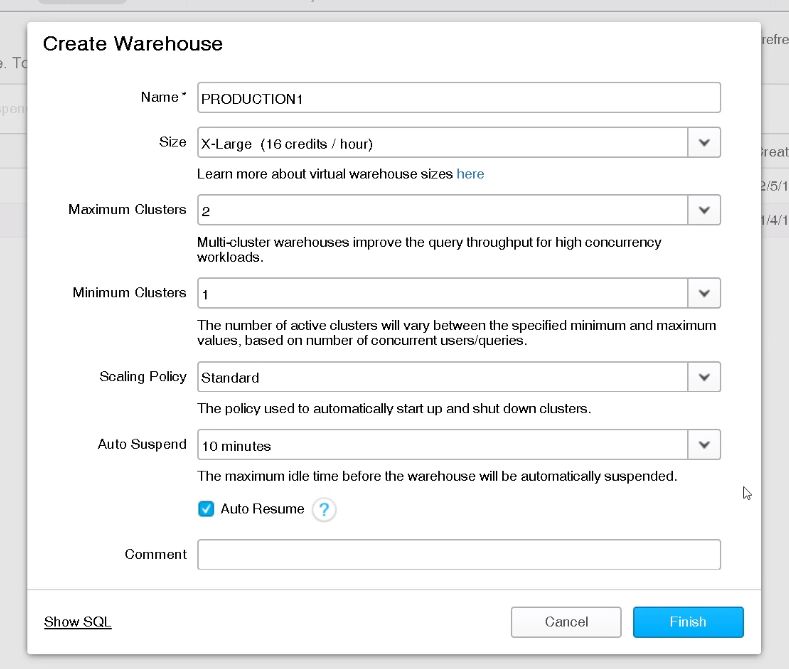 Create Warehouse
refre
e. To
Name*
PRODUCTION1
Size
X-Large (16 credits / hour)
Learn more about virtual warehouse sizes here
Maximum Clusters
2
Multi-cluster warehouses improve the query throughput for high concurrency
workloads.
Minimum Clusters
1
The number of active clusters will vary between the specified minimum and maximum
values, based on number of concurrent users/queries.
Scaling Policy
Standard
The policy used to automatically start up and shut down clusters.
Auto Suspend
10 minutes
The maximum idle time before the warehouse will be automatically suspended.
Auto Resume ?
Comment
Show SQL
Cancel
Finish